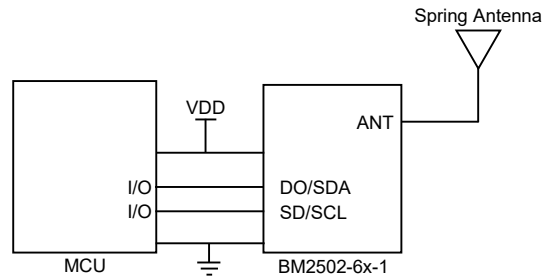 Spring Antenna
VDD
ANT
I/O DO/SDA
I/O SD/SCL
MCU BM2502-6x-1